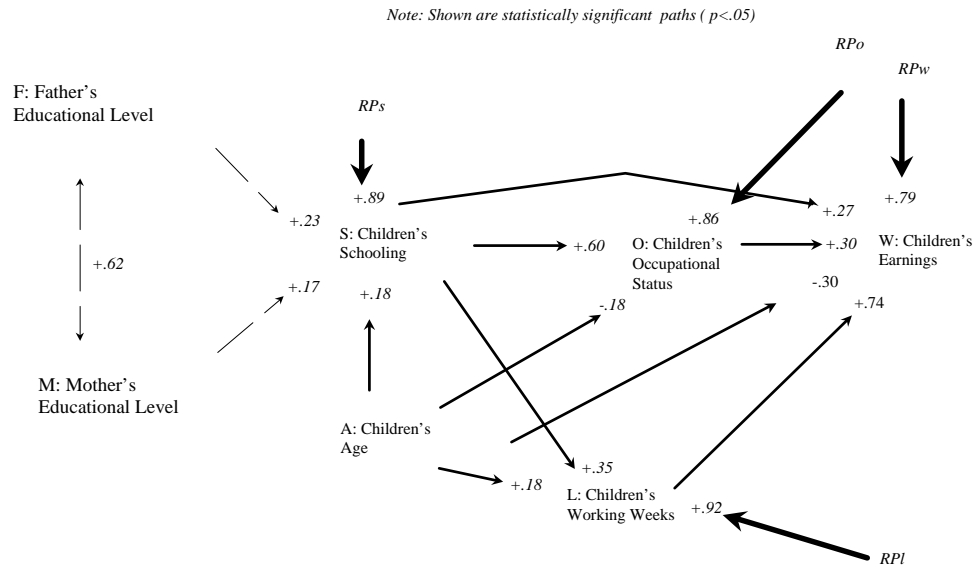 Note: Shown are statistically significant paths ( p<.05)
RPo
RPw
F: Father's
Educational Level
RPs
+.89
+.79
+.23
+.86
+.27
S: Children's
Schooling
+.60
O: Children's
Occupational
Status
+.30
W: Children's
Earnings
+.62
+.17
+.18
-.18
-.30
+.74
M: Mother's
Educational Level
A: Children's
Age
+.35
+.18
L: Children's
Working Weeks
+.92
RPl